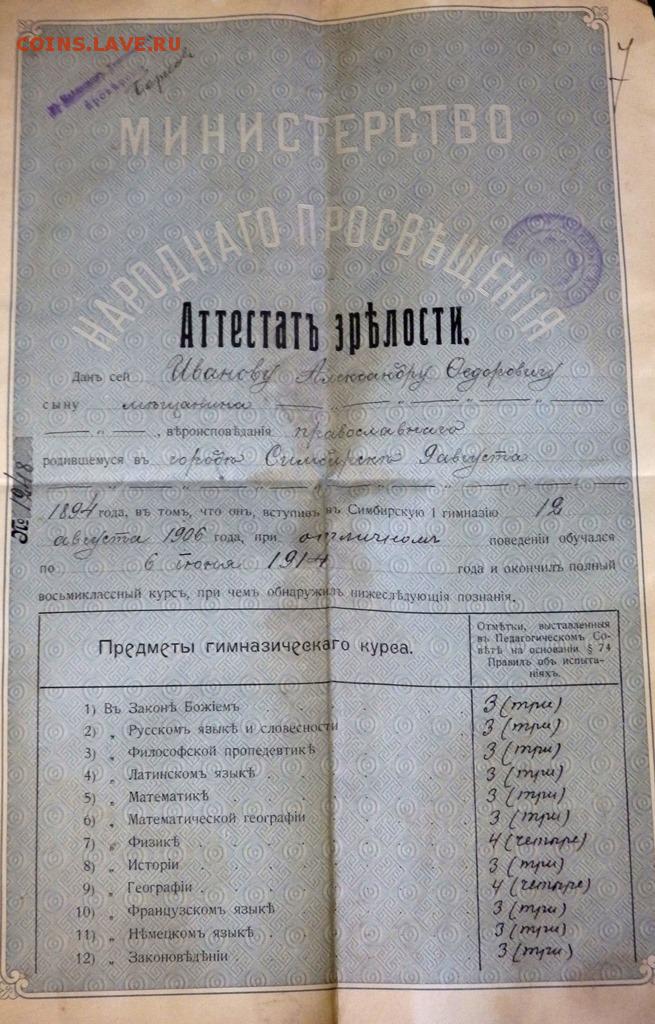 COINS.LAVE.RU
МИНИСТЕРСТВО
НАРОДНАГО ПРОСВѢЩЕНІЯ
Аттестатъ зрѣлости.
Данъ сей Иванову Александру Ѳедоровичу
сыну мѣщанина
, вѣроисповѣданія православнаго
родившемуся въ городѣ Симбирскѣ 9 августа
1894 года, въ томъ, что онъ, вступивъ въ Симбирскую I гимназію 12
августа 1906 года, при отличномъ поведеніи обучался
по 6 іюня 1914 года и окончилъ полный
восьмиклассный курсъ, при чемъ обнаружилъ нижеслѣдующія познанія.
Предметы гимназическаго курса.
Отмѣтки, выставленныя
въ Педагогическомъ Со-
вѣтѣ на основаніи § 74
Правилъ объ испыта-
ніяхъ.
1) Въ Законѣ Божіемъ 3 (три)
2) „ Русскомъ языкѣ и словесности 3 (три)
3) „ Философской пропедевтикѣ 3 (три)
4) „ Латинскомъ языкѣ 3 (три)
5) „ Математикѣ 3 (три)
6) „ Математической географіи 3 (три)
7) „ Физикѣ 4 (четыре)
8) „ Исторіи 3 (три)
9) „ Географіи 4 (четыре)
10) „ Французскомъ языкѣ 3 (три)
11) „ Нѣмецкомъ языкѣ 3 (три)
12) „ Законовѣдѣніи 3 (три)